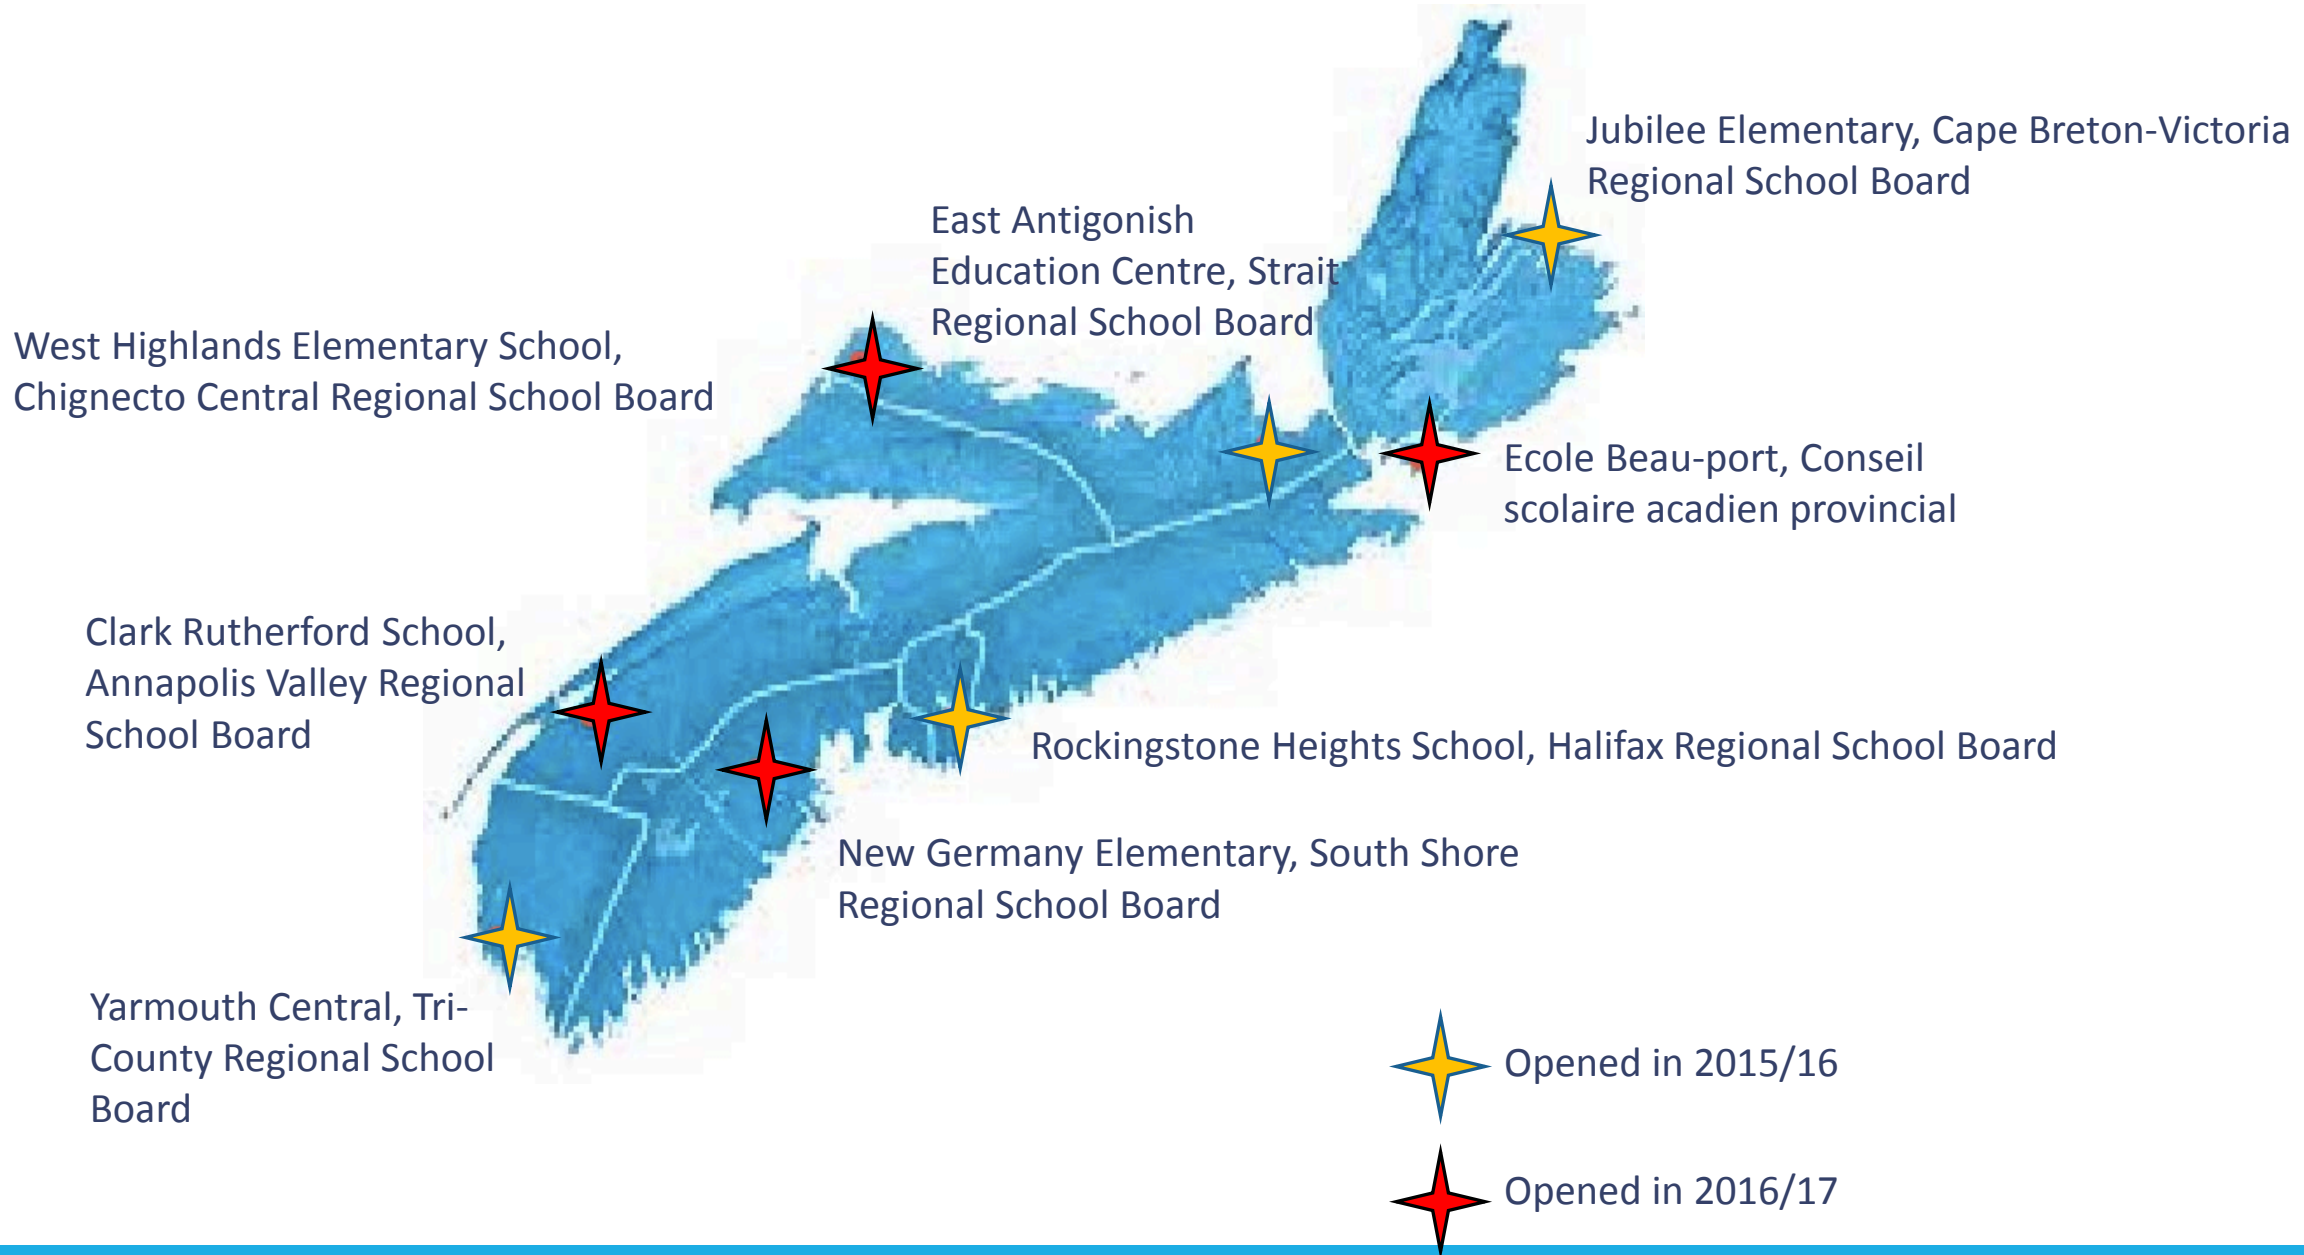 Jubilee Elementary, Cape Breton-Victoria
Regional School Board
East Antigonish
Education Centre, Strait
Regional School Board
West Highlands Elementary School,
Chignecto Central Regional School Board
Ecole Beau-port, Conseil
scolaire acadien provincial
Clark Rutherford School,
Annapolis Valley Regional
School Board
Rockingstone Heights School, Halifax Regional School Board
New Germany Elementary, South Shore
Regional School Board
Yarmouth Central, Tri-
County Regional School
Board
Opened in 2015/16
Opened in 2016/17